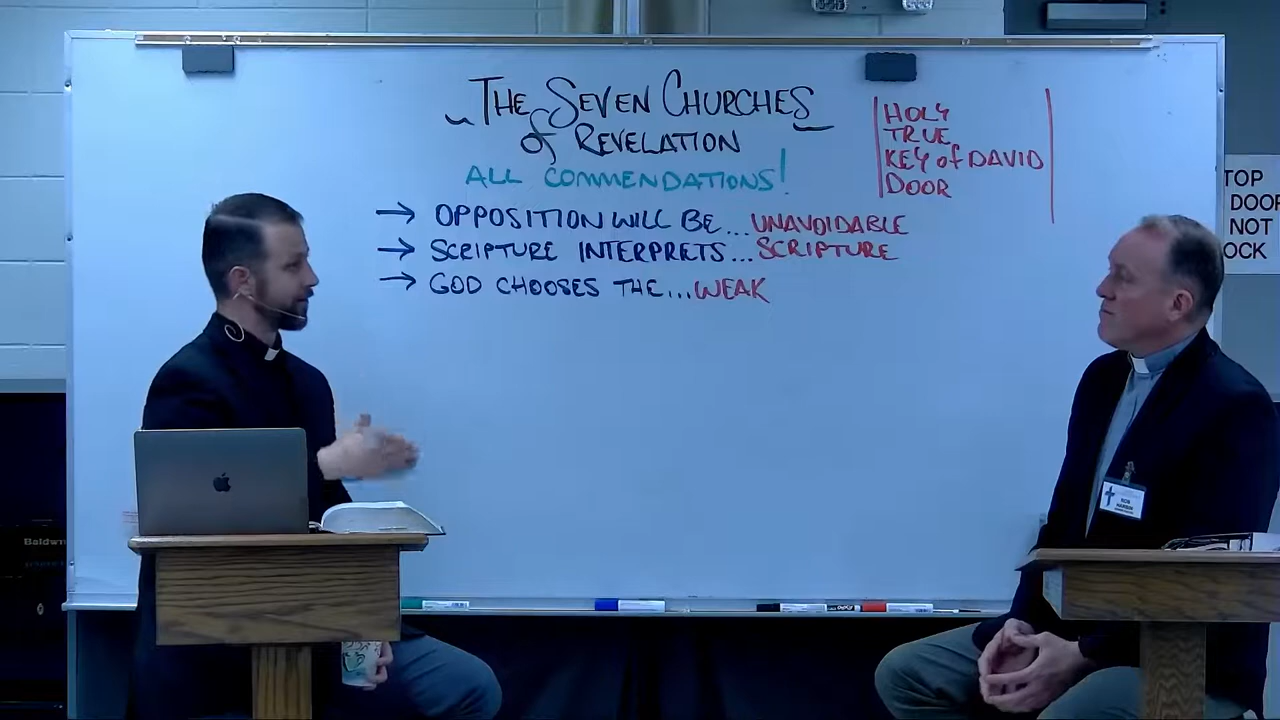 THE SEVEN CHURCHES
of REVELATION
ALL COMMENDATIONS!
→ OPPOSITION WILL BE...UNAVOIDABLE
→ SCRIPTURE INTERPRETS...SCRIPTURE
→ GOD CHOOSES THE...WEAK
HOLY
TRUE
KEY of DAVID
DOOR
TOP
DOOR
NOT
OCK
Baldwin